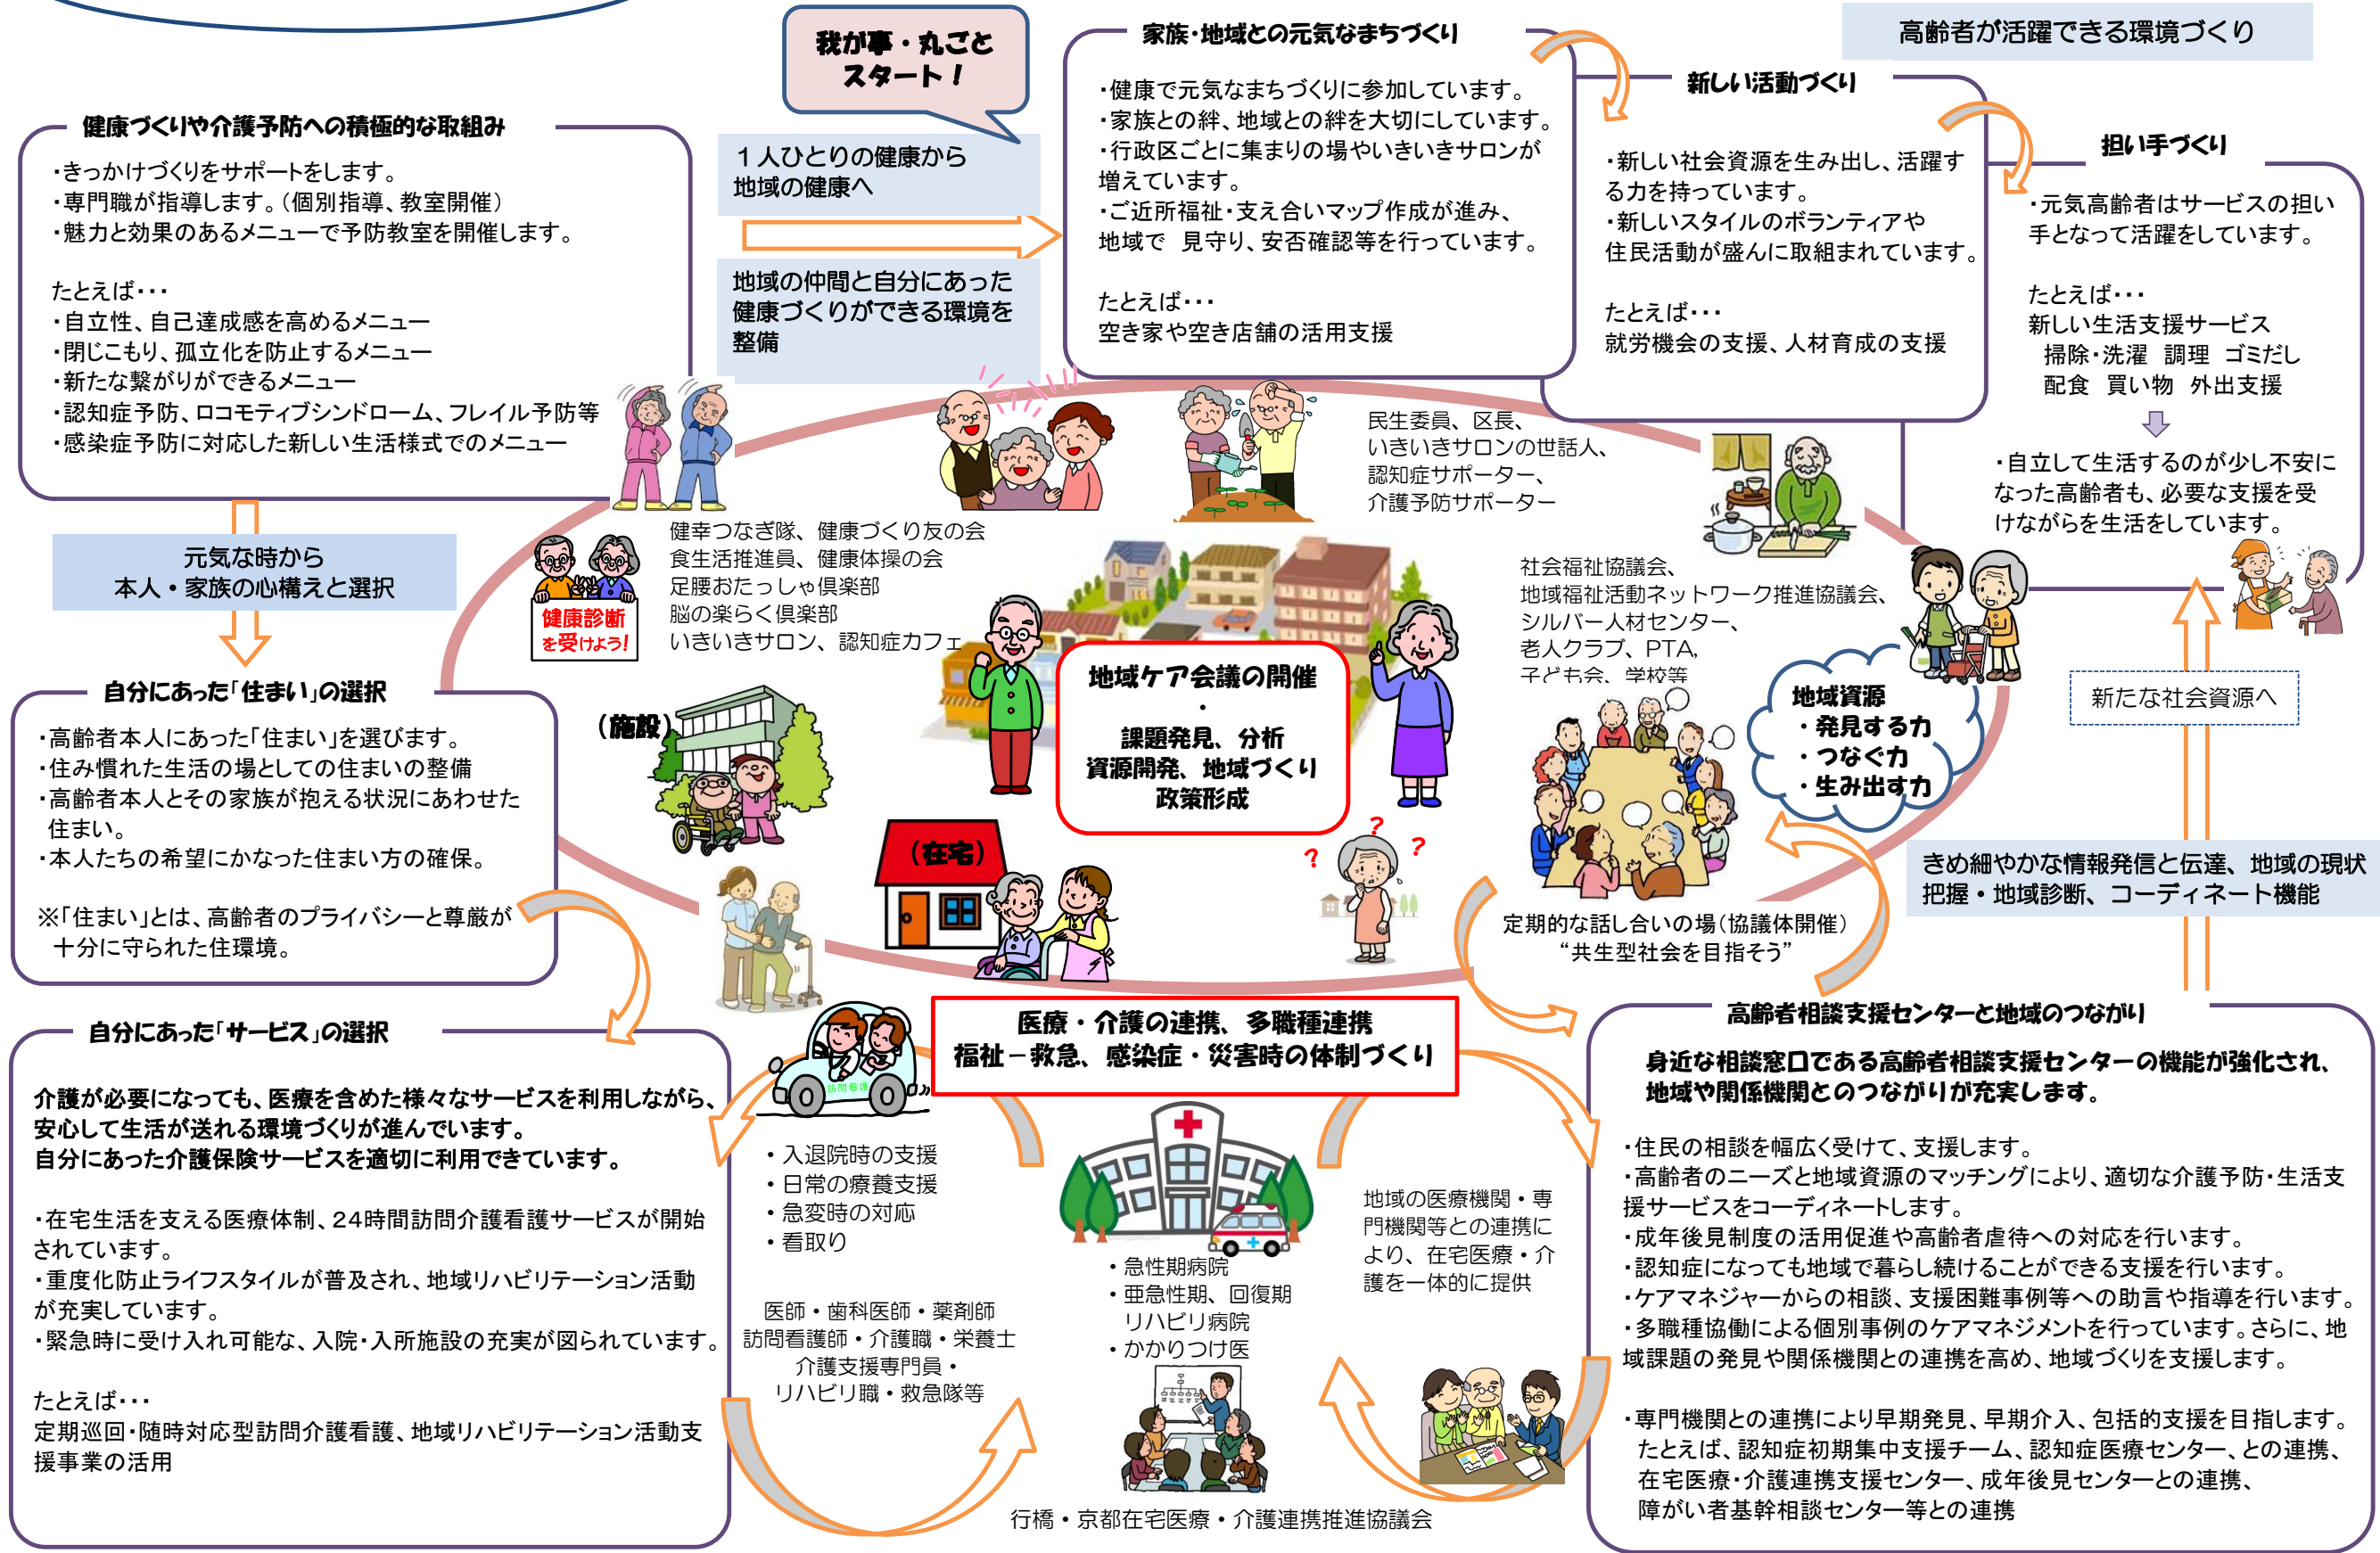 我が事・丸ごと
スタート！
高齢者が活躍できる環境づくり
健康づくりや介護予防への積極的な取組み
・きっかけづくりをサポートをします。
・専門職が指導します。（個別指導、教室開催）
・魅力と効果のあるメニューで予防教室を開催します。
たとえば・・・
・自立性、自己達成感を高めるメニュー
・閉じこもり、孤立化を防止するメニュー
・新たな繋がりができるメニュー
・認知症予防、ロコモティブシンドローム、フレイル予防等
・感染症予防に対応した新しい生活様式でのメニュー
１人ひとりの健康から
地域の健康へ
地域の仲間と自分にあった
健康づくりができる環境を
整備
家族・地域との元気なまちづくり
・健康で元気なまちづくりに参加しています。
・家族との絆、地域との絆を大切にしています。
・行政区ごとに集まりの場やいきいきサロンが
増えています。
・ご近所福祉・支え合いマップ作成が進み、
地域で 見守り、安否確認等を行っています。
たとえば・・・
空き家や空き店舗の活用支援
新しい活動づくり
・新しい社会資源を生み出し、活躍す
る力を持っています。
・新しいスタイルのボランティアや
住民活動が盛んに取組まれています。
たとえば・・・
就労機会の支援、人材育成の支援
担い手づくり
・元気高齢者はサービスの担い
手となって活躍をしています。
たとえば・・・
新しい生活支援サービス
掃除・洗濯 調理 ゴミだし
配食 買い物 外出支援
・自立して生活するのが少し不安に
なった高齢者も、必要な支援を受
けながらを生活をしています。
元気な時から
本人・家族の心構えと選択
健康診断
を受けよう！
健幸つなぎ隊、健康づくり友の会
食生活推進員、健康体操の会
足腰おたっしゃ倶楽部
脳の楽らく倶楽部
いきいきサロン、認知症カフェ
民生委員、区長、
いきいきサロンの世話人、
認知症サポーター、
介護予防サポーター
社会福祉協議会、
地域福祉活動ネットワーク推進協議会、
シルバー人材センター、
老人クラブ、PTA,
子ども会、学校等
地域ケア会議の開催
・
課題発見、分析
資源開発、地域づくり
政策形成
地域資源
・発見する力
・つなぐ力
・生み出す力
新たな社会資源へ
自分にあった「住まい」の選択
・高齢者本人にあった「住まい」を選びます。
・住み慣れた生活の場としての住まいの整備
・高齢者本人とその家族が抱える状況にあわせた
住まい。
・本人たちの希望にかなった住まい方の確保。
※「住まい」とは、高齢者のプライバシーと尊厳が
十分に守られた住環境。
（施設）
（在宅）
？
？
？
定期的な話し合いの場（協議体開催）
“共生型社会を目指そう”
きめ細やかな情報発信と伝達、地域の現状
把握・地域診断、コーディネート機能
自分にあった「サービス」の選択
介護が必要になっても、医療を含めた様々なサービスを利用しながら、
安心して生活が送れる環境づくりが進んでいます。
自分にあった介護保険サービスを適切に利用できています。
・在宅生活を支える医療体制、２４時間訪問介護看護サービスが開始
されています。
・重度化防止ライフスタイルが普及され、地域リハビリテーション活動
が充実しています。
・緊急時に受け入れ可能な、入院・入所施設の充実が図られています。
たとえば・・・
定期巡回・随時対応型訪問介護看護、地域リハビリテーション活動支
援事業の活用
医療・介護の連携、多職種連携
福祉－救急、感染症・災害時の体制づくり
訪問看護
・入退院時の支援
・日常の療養支援
・急変時の対応
・看取り
医師・歯科医師・薬剤師
訪問看護師・介護職・栄養士
介護支援専門員・
リハビリ職・救急隊等
・急性期病院
・亜急性期、回復期
リハビリ病院
・かかりつけ医
地域の医療機関・専
門機関等との連携に
より、在宅医療・介
護を一体的に提供
行橋・京都在宅医療・介護連携推進協議会
高齢者相談支援センターと地域のつながり
身近な相談窓口である高齢者相談支援センターの機能が強化され、
地域や関係機関とのつながりが充実します。
・住民の相談を幅広く受けて、支援します。
・高齢者のニーズと地域資源のマッチングにより、適切な介護予防・生活支
援サービスをコーディネートします。
・成年後見制度の活用促進や高齢者虐待への対応を行います。
・認知症になっても地域で暮らし続けることができる支援を行います。
・ケアマネジャーからの相談、支援困難事例等への助言や指導を行います。
・多職種協働による個別事例のケアマネジメントを行っています。さらに、地
域課題の発見や関係機関との連携を高め、地域づくりを支援します。
・専門機関との連携により早期発見、早期介入、包括的支援を目指します。
たとえば、認知症初期集中支援チーム、認知症医療センター、との連携、
在宅医療・介護連携支援センター、成年後見センターとの連携、
障がい者基幹相談センター等との連携